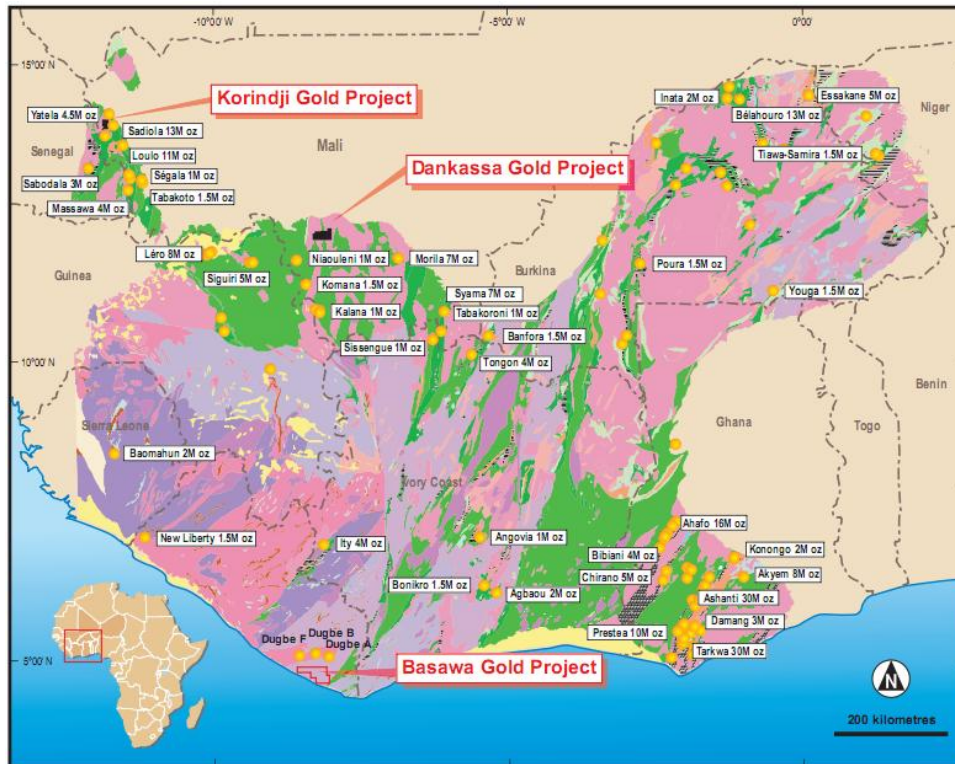 10°00' W
5°00' W
0°00'
15°00' N
Korindji Gold Project
Yatela 4.5M oz
Sadiola 13M oz
Senegal
Loulo 11M oz
Mali
Sabodala 3M oz
Ségala 1M oz
Massawa 4M oz
Tabakoto 1.5M oz
Dankassa Gold Project
Inata 2M oz
Essakane 5M oz
Niger
Bélahouro 13M oz
Tiawa-Samira 1.5M oz
Léro 8M oz
Niaouleni 1M oz
Morila 7M oz
Burkina
Poura 1.5M oz
Guinea
Siguiri 5M oz
Komana 1.5M oz
Syama 7M oz
Youga 1.5M oz
Kalana 1M oz
Tabakoroni 1M oz
Sissengue 1M oz
Banfora 1.5M oz
10°00' N
Tongon 4M oz
Benin
Ghana
Togo
Sierra Leone
Baomahun 2M oz
Ivory Coast
New Liberty 1.5M oz
Ity 4M oz
Angovia 1M oz
Ahafo 16M oz
Bibiani 4M oz
Konongo 2M oz
Bonikro 1.5M oz
Chirano 5M oz
Akyem 8M oz
Agbaou 2M oz
Ashanti 30M oz
Damang 3M oz
Prestea 10M oz
Tarkwa 30M oz
Dugbe F
Dugbe B
Dugbe A
5°00' N
Basawa Gold Project
N
200 kilometres